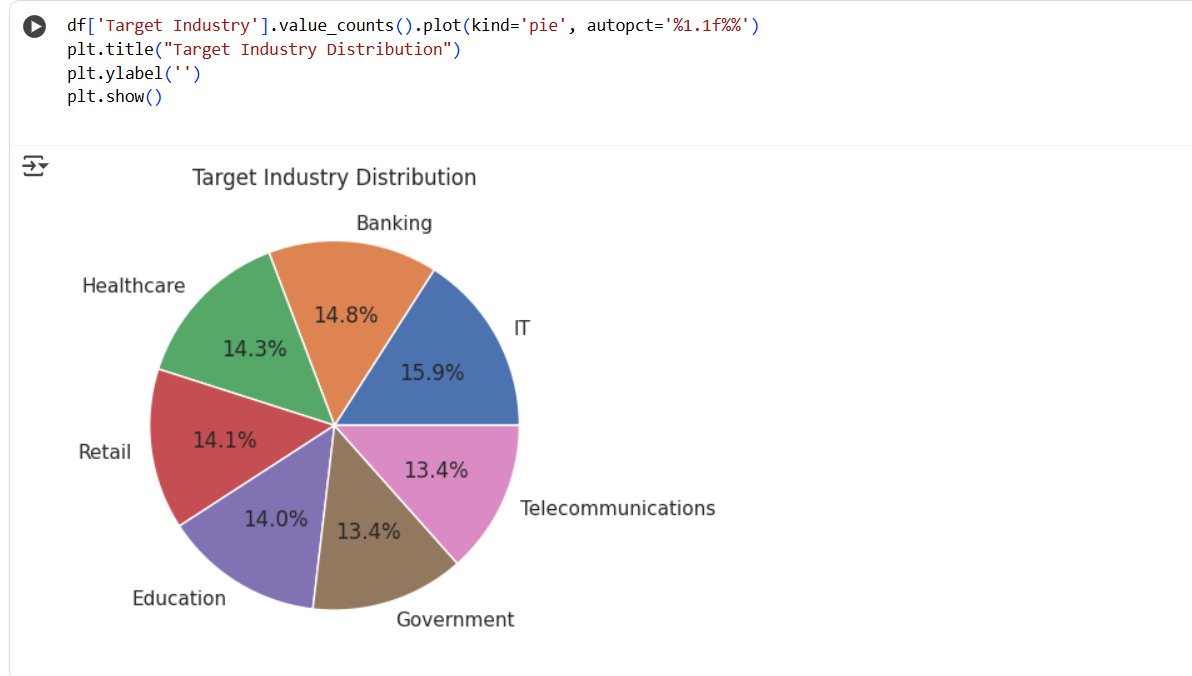 df['Target Industry'].value_counts().plot(kind='pie', autopct='%1.1f%%')
plt.title("Target Industry Distribution")
plt.ylabel('')
plt.show()
Target Industry Distribution
Banking
Healthcare
IT
14.8%
14.3%
15.9%
14.1%
Retail
13.4%
Telecommunications
14.0%
13.4%
Education
Government